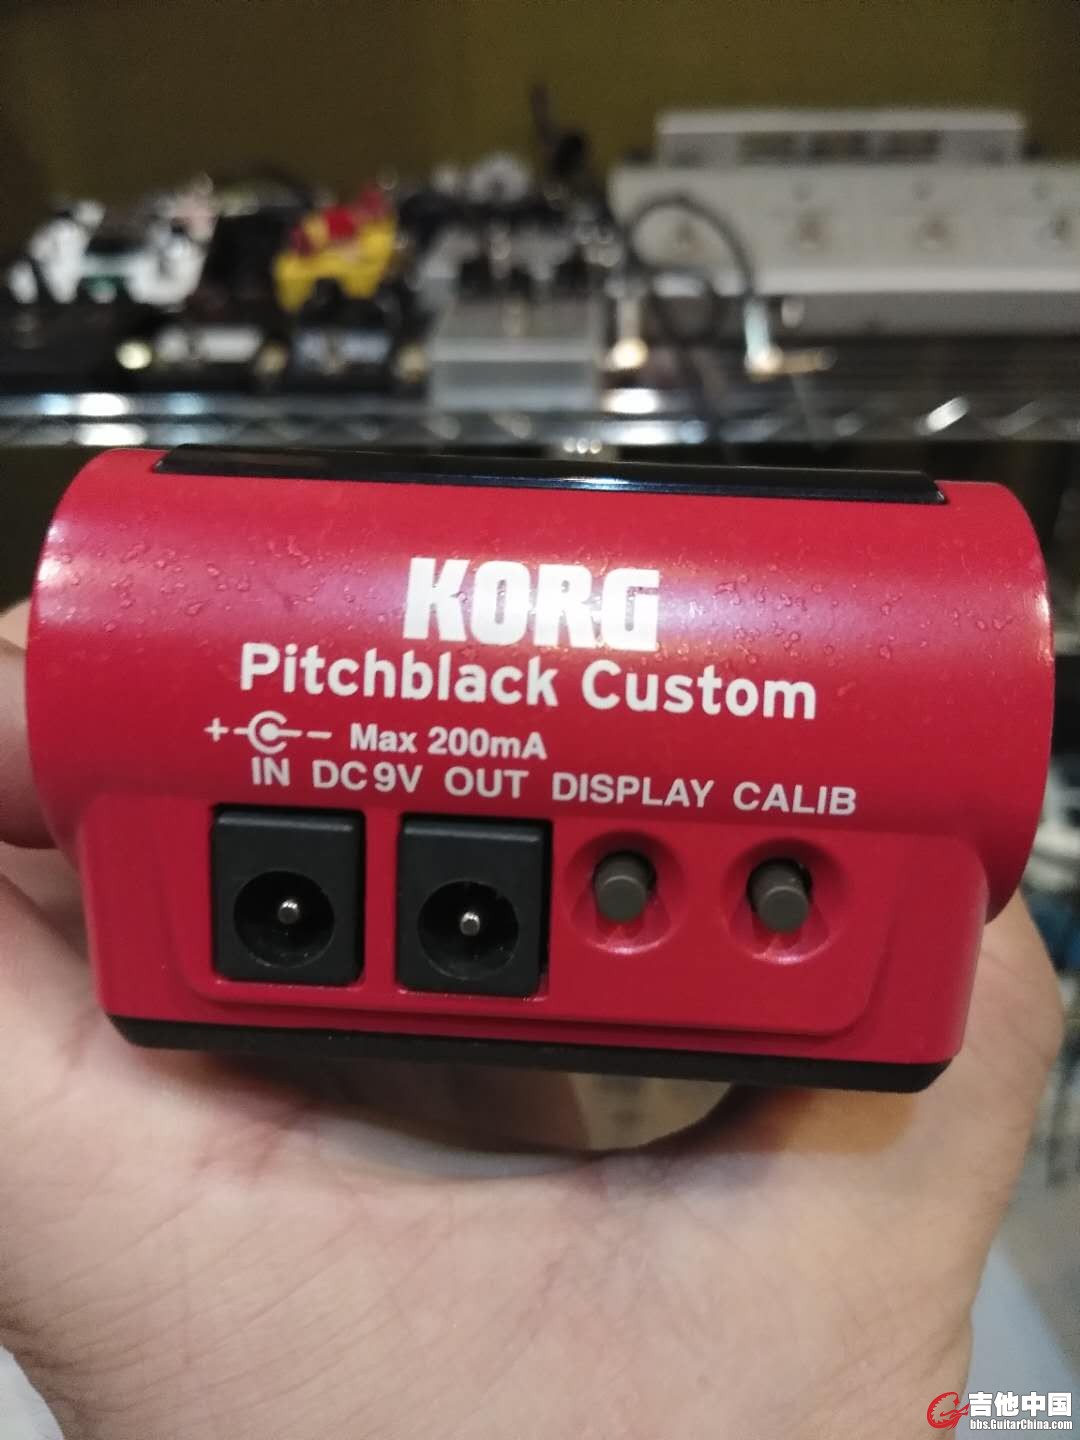 KORG
Pitchblack Custom
+ - Max 200mA
IN DC9V OUT DISPLAY CALIB
吉他中国
bbs.GuitarChina.com